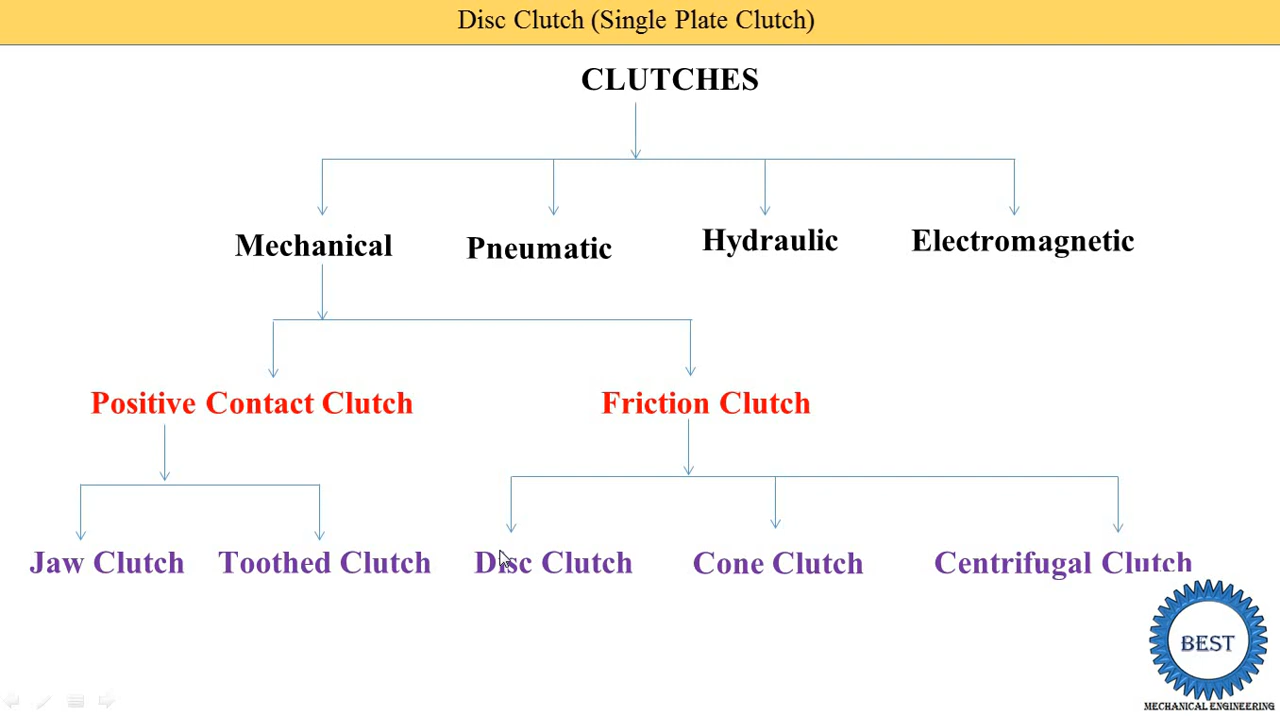 Disc Clutch (Single Plate Clutch)
CLUTCHES
Mechanical
Pneumatic
Hydraulic
Electromagnetic
Positive Contact Clutch
Friction Clutch
Jaw Clutch
Toothed Clutch
Disc Clutch
Cone Clutch
Centrifugal Clutch
BEST
MECHANICAL ENGINEERING